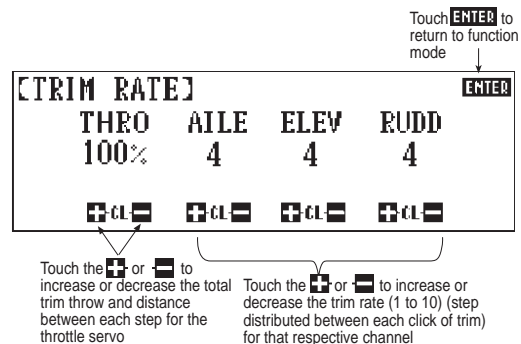 Touch ENTER to
return to function
mode
[TRIM RATE] ENTER
THRO AILE ELEV RUDD
100% 4 4 4
+CL- +CL- +CL- +CL-
Touch the + or - to
increase or decrease the total
trim throw and distance
between each step for the
throttle servo
Touch the + or - to increase or
decrease the trim rate (1 to 10) (step
distributed between each click of trim)
for that respective channel